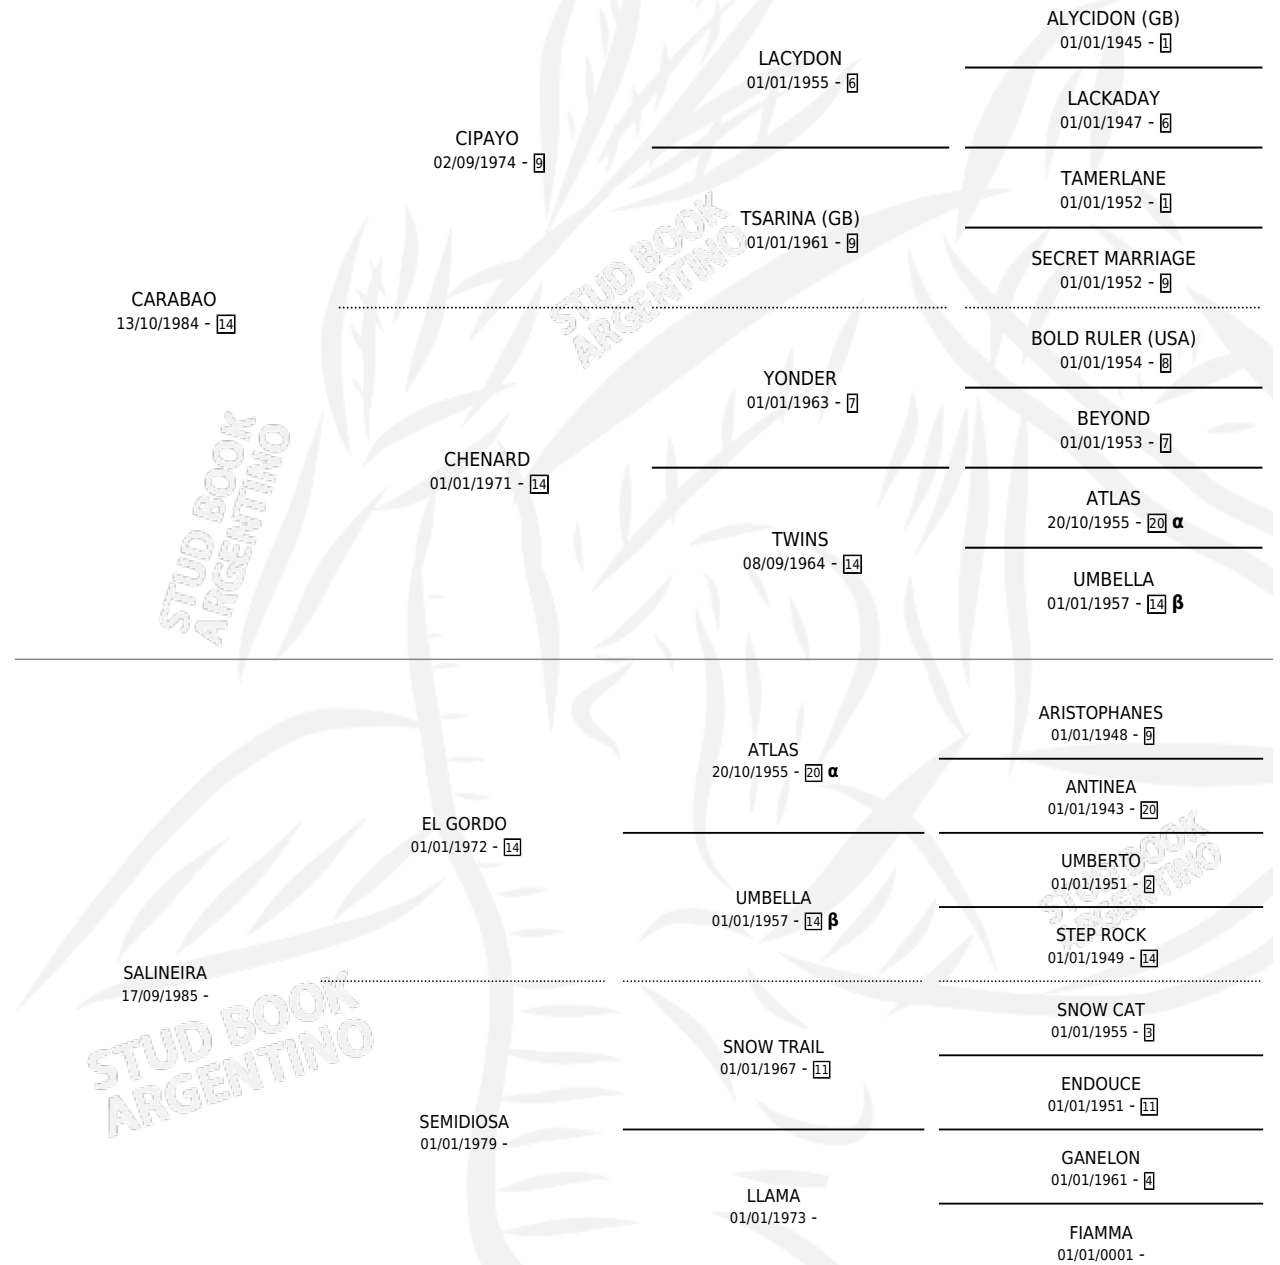 ALYCIDON (GB)
01/01/1945 - 1
LACYDON
01/01/1955 - 6
LACKADAY
01/01/1947 - 6
CIPAYO
02/09/1974 - 9
TAMERLANE
01/01/1952 - 1
TSARINA (GB)
01/01/1961 - 9
SECRET MARRIAGE
01/01/1952 - 9
CARABAO
13/10/1984 - 14
BOLD RULER (USA)
01/01/1954 - 8
YONDER
01/01/1963 - 7
BEYOND
01/01/1953 - 7
CHENARD
01/01/1971 - 14
ATLAS
20/10/1955 - 20 α
TWINS
08/09/1964 - 14
UMBELLA
01/01/1957 - 14 β
ARISTOPHANES
01/01/1948 - 9
ATLAS
20/10/1955 - 20 α
ANTINEA
01/01/1943 - 20
EL GORDO
01/01/1972 - 14
UMBERTO
01/01/1951 - 2
UMBELLA
01/01/1957 - 14 β
STEP ROCK
01/01/1949 - 14
SALINEIRA
17/09/1985 -
SNOW CAT
01/01/1955 - 3
SNOW TRAIL
01/01/1967 - 11
ENDOUCE
01/01/1951 - 11
SEMIDIOSA
01/01/1979 -
GANELON
01/01/1961 - 4
LLAMA
01/01/1973 -
FIAMMA
01/01/0001 -
STUD BOOK
ARGENTINO
STUD BOOK
ARGENTINO
STUD BOOK
ARGENTINO
STUD BOOK
ARGENTINO